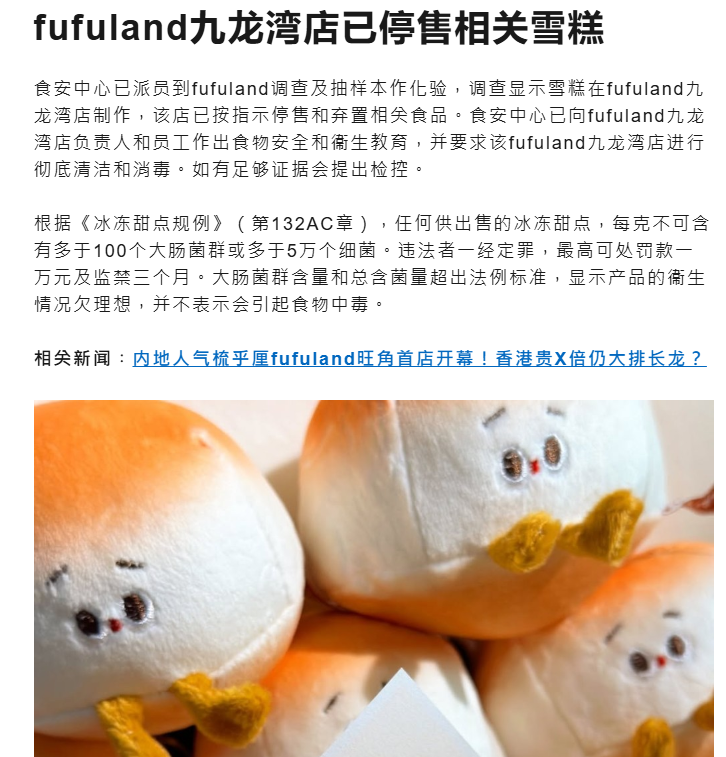 fufuland九龙湾店已停售相关雪糕
食安中心已派员到fufuland调查及抽样本作化验，调查显示雪糕在fufuland九
龙湾店制作，该店已按指示停售和弃置相关食品。食安中心已向fufuland九龙
湾店负责人和员工作出食物安全和衞生教育，并要求该fufuland九龙湾店进行
彻底清洁和消毒。如有足够证据会提出检控。
根据《冰冻甜点规例》（第132AC章），任何供出售的冰冻甜点，每克不可含
有多于100个大肠菌群或多于5万个细菌。违法者一经定罪，最高可处罚款一
万元及监禁三个月。大肠菌群含量和总含菌量超出法例标准，显示产品的衞生
情况欠理想，并不表示会引起食物中毒。
相关新闻：内地人气梳乎厘fufuland旺角首店开幕！香港贵X倍仍大排长龙？